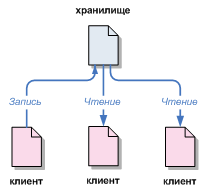 хранилище
Запись
Чтение
Чтение
клиент
клиент
клиент